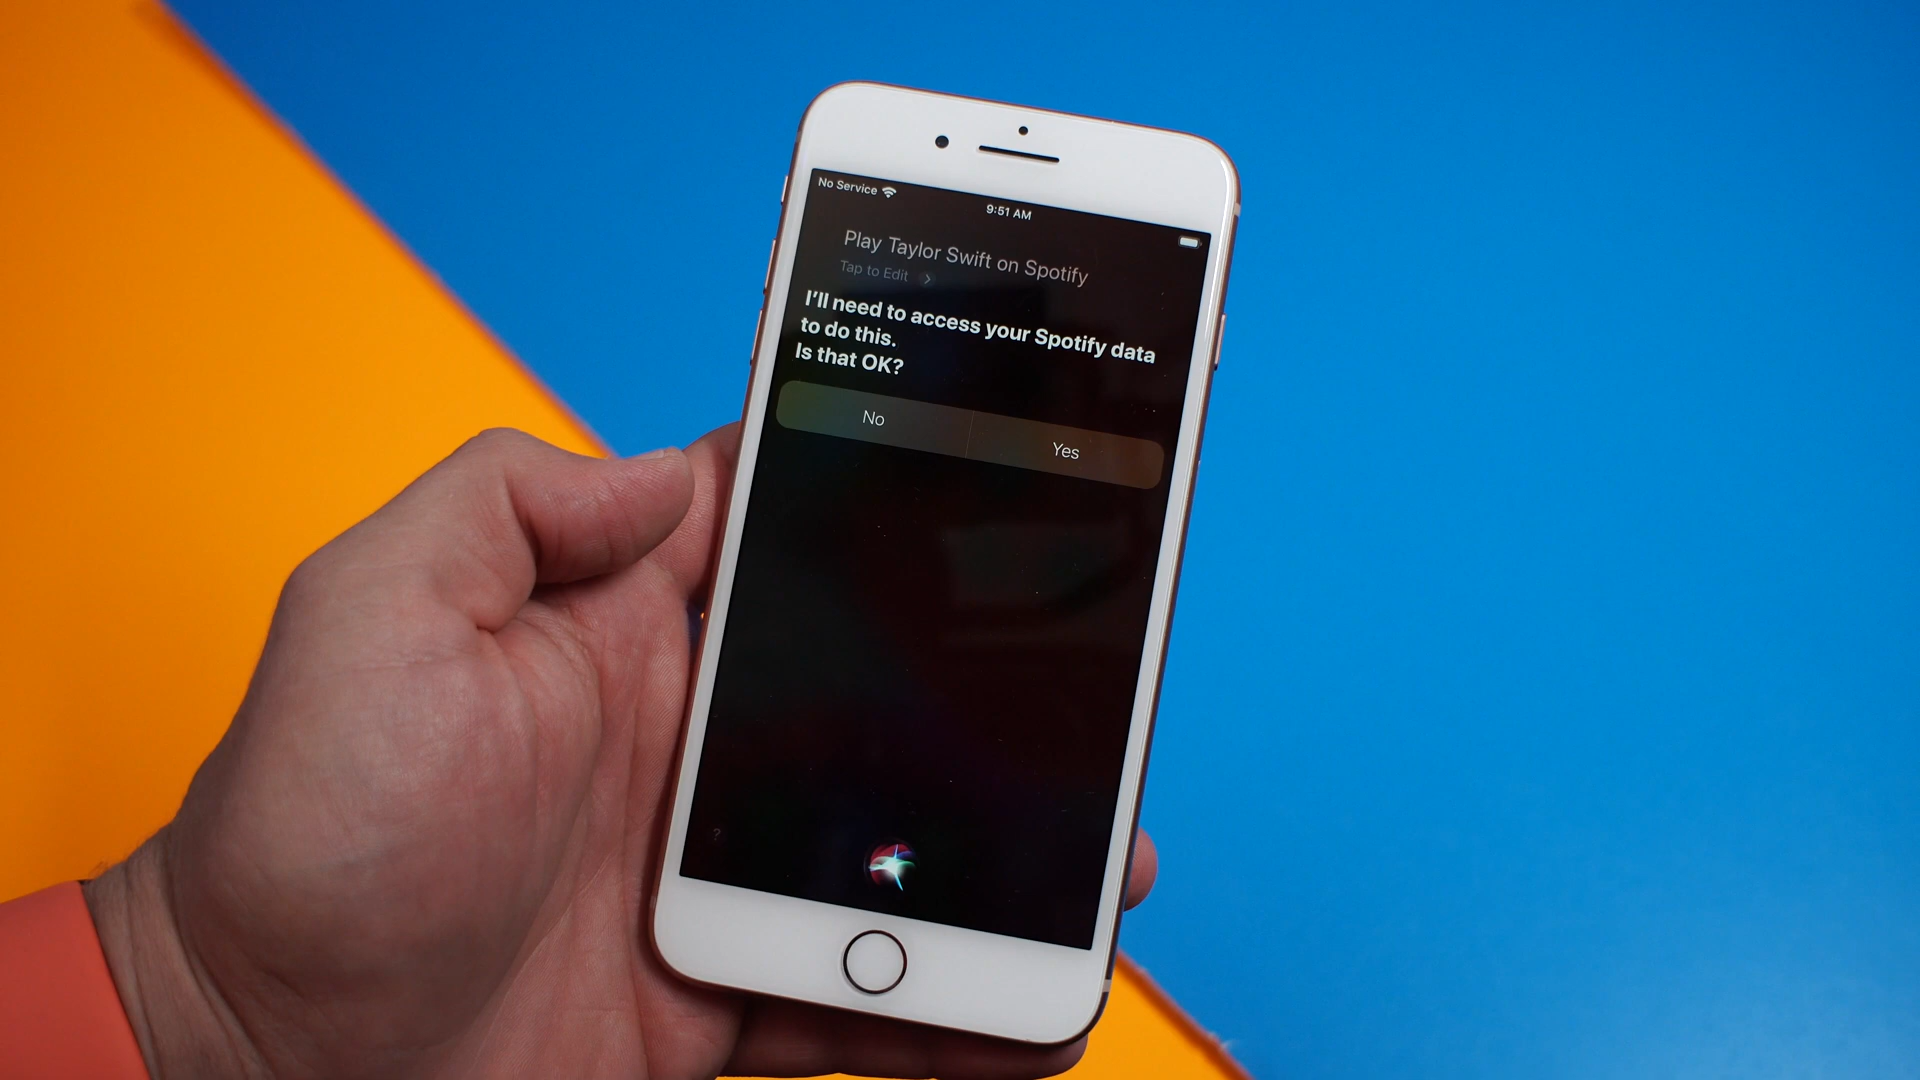 No Service
9:51 AM
Play Taylor Swift on Spotify
Tap to Edit
I'll need to access your Spotify data
to do this.
Is that OK?
No
Yes
?